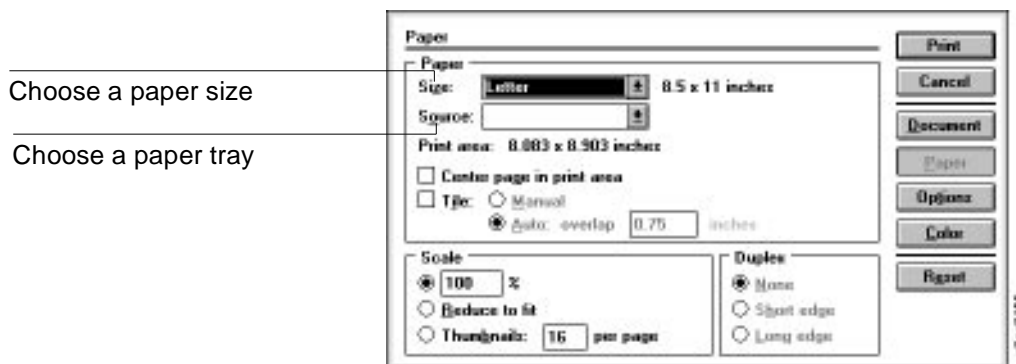 Choose a paper size
Choose a paper tray
Paper
Paper
Size: Letter 8.5 x 11 inches
Source:
Print area: 8.083 x 8.903 inches
Center page in print area
Tile: Manual
Auto: overlap 0.75 inches
Scale
100 %
Reduce to fit
Thumbnails: 16 per page
Duplex
None
Short edge
Long edge
Print
Cancel
Document
Paper
Options
Color
Reset